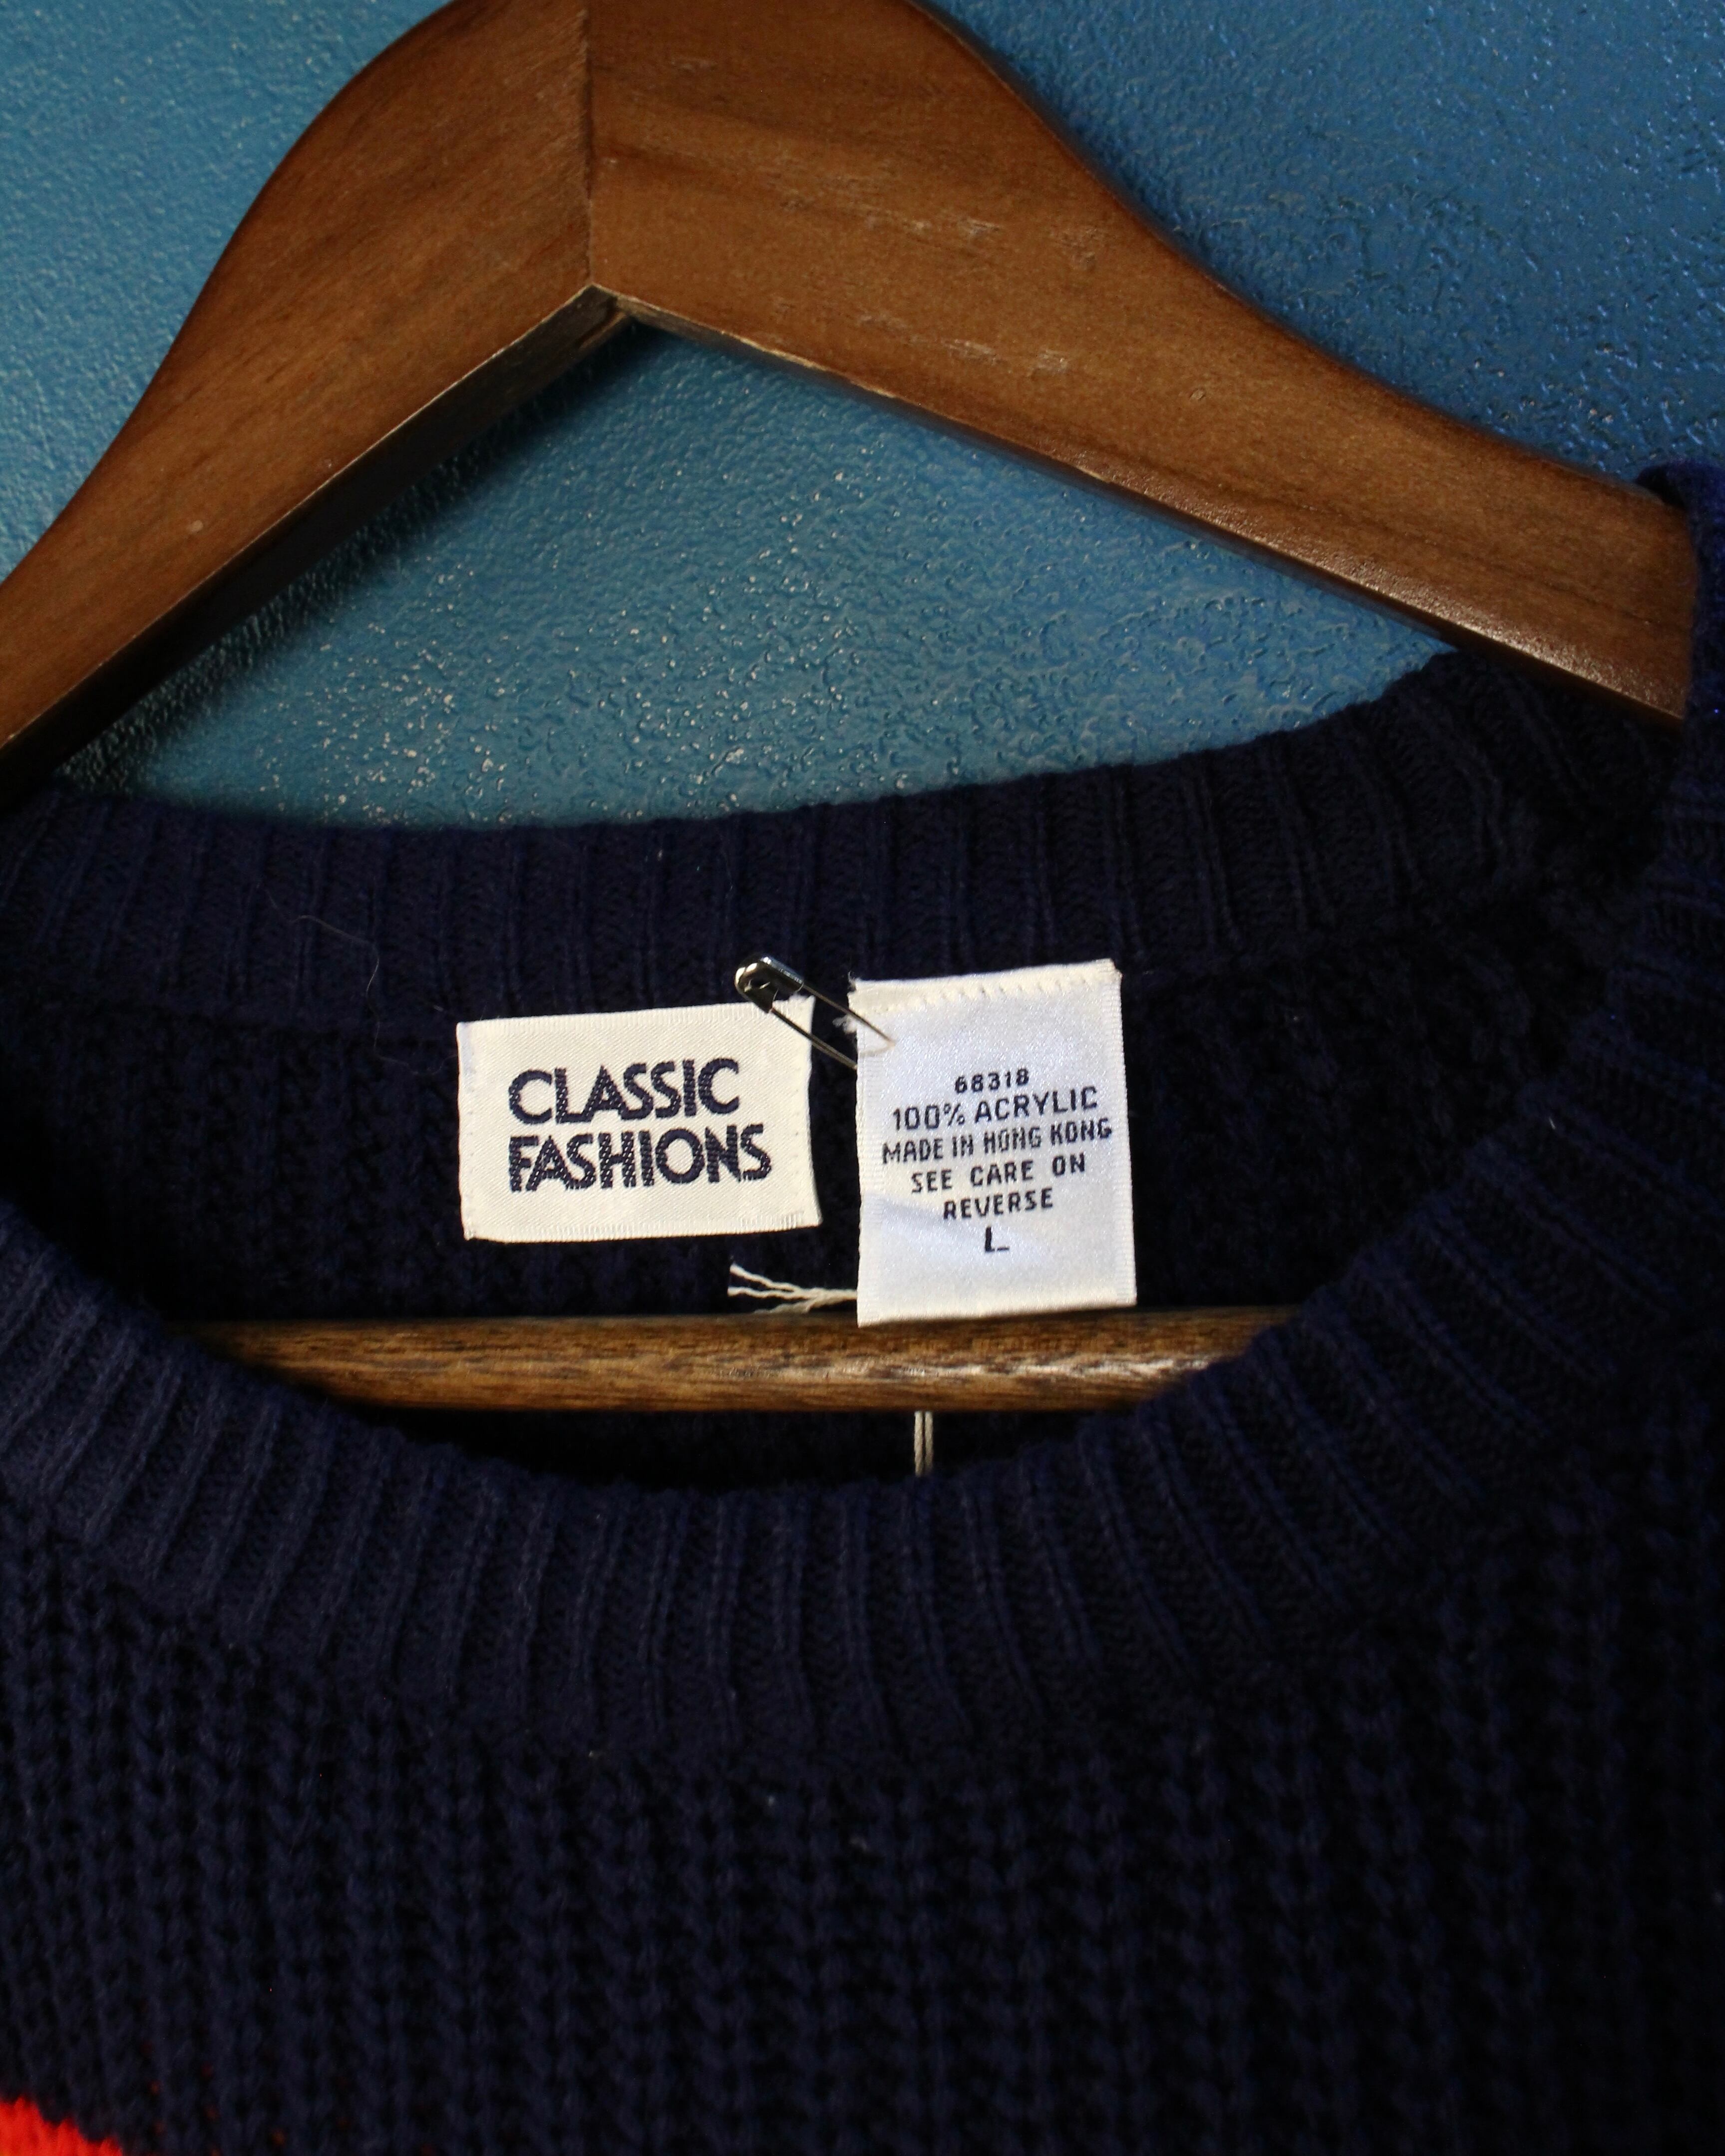 CLASSIC
FASHIONS
68318
100% ACRYLIC
MADE IN HONG KONG
SEE CARE ON
REVERSE
L